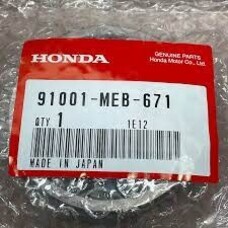 HONDA
GENUINE PARTS
Honda Motor Co., Ltd.
91001-MEB-671
QTY 1 1E12
MADE IN JAPAN